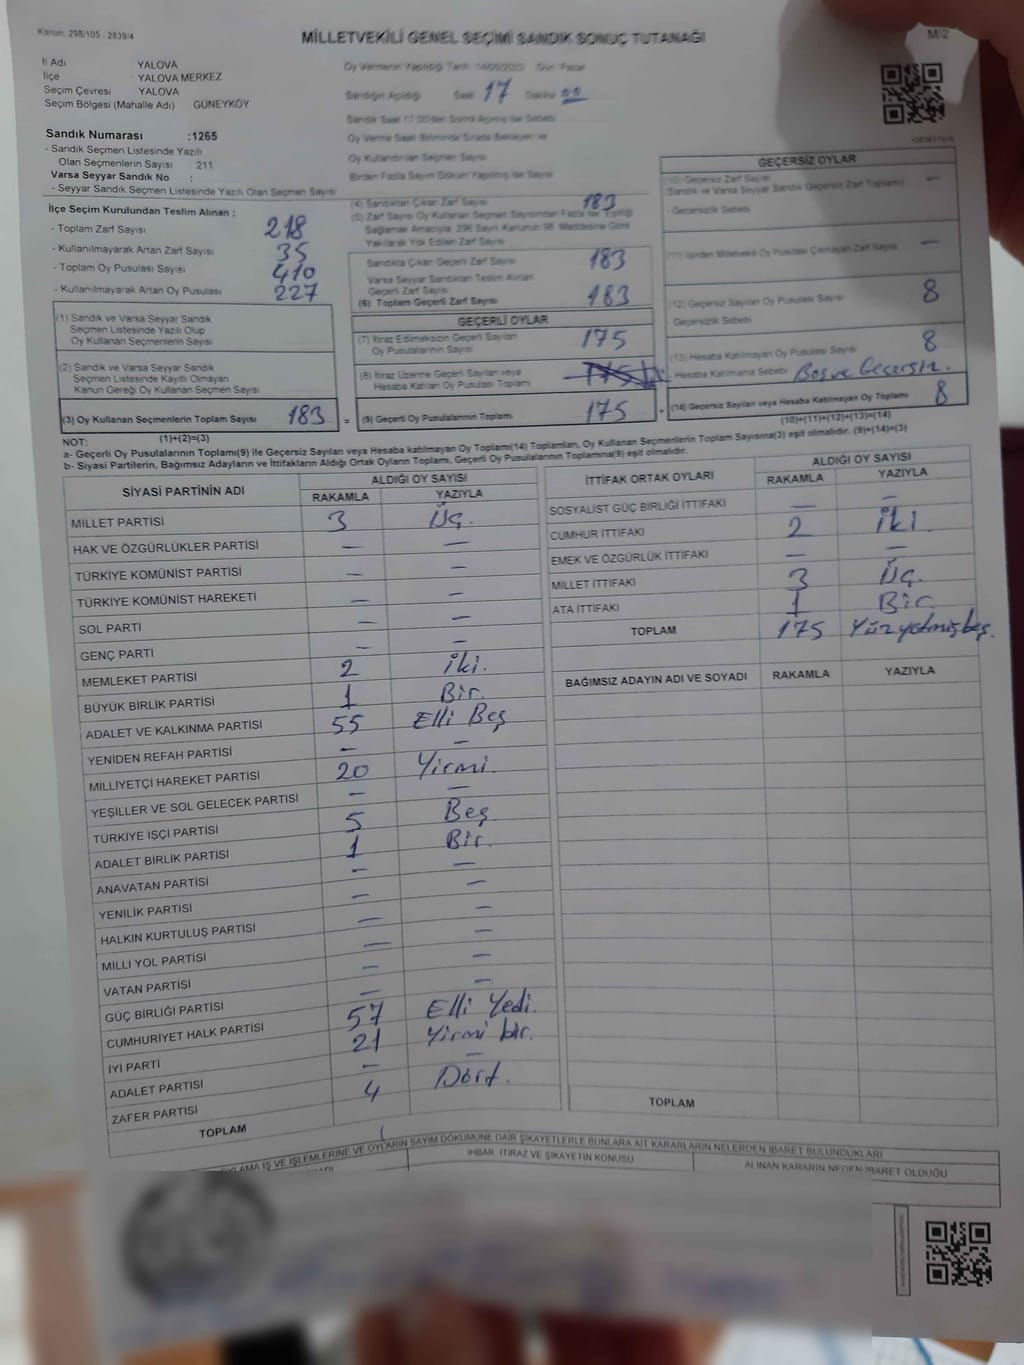 Kanun. 298/105 - 2839/4
MİLLETVEKİLİ GENEL SEÇİMİ SANDIK SONUÇ TUTANAĞI
M/2
İl Adı YALOVA
İlçe YALOVA MERKEZ
Seçim Çevresi YALOVA
Seçim Bölgesi (Mahalle Adı) GÜNEYKÖY
Oy Vermenin Yapıldığı Tarih 14/05/2023 Gün: Pazar
Sandığın Açıldığı Saat 17
Oy Kullandırılan Seçmen Sayısı
Birden Fazla Sayım Döküm Yapılmış ise Sebebi
Sandık Numarası :1265
- Sandık Seçmen Listesinde Yazılı
Olan Seçmenlerin Sayısı 211
Varsa Seyyar Sandık No :
- Seyyar Sandık Seçmen Listesinde Yazılı Olan Seçmen Sayısı
İlçe Seçim Kurulundan Teslim Alınan :
- Toplam Zarf Sayısı 218
- Kullanılmayarak Artan Zarf Sayısı 35
- Toplam Oy Pusulası Sayısı 410
- Kullanılmayarak Artan Oy Pusulası 227
(1) Sandık ve Varsa Seyyar Sandık
Seçmen Listesinde Yazılı Olup
Oy Kullanan Seçmenlerin Sayısı
(2) Sandık ve Varsa Seyyar Sandık
Seçmen Listesinde Kayıtlı Olmayan
Kanun Gereği Oy Kullanan Seçmen Sayısı
(3) Oy Kullanan Seçmenlerin Toplam Sayısı 183 =
(1)+(2)=(3)
(4) Sandıktan Çıkan Zarf Sayısı 183
(5) Zarf Sayısı Oy Kullanan Seçmen Sayısından Fazla ise, Eşitliği
Sağlamak Amacıyla, 298 Sayılı Kanunun 98. Maddesine Göre
Yakılarak Yok Edilen Zarf Sayısı
Sandıkta Çıkan Geçerli Zarf Sayısı 183
Varsa Seyyar Sandıktan Teslim Alınan
Geçerli Zarf Sayısı
(6) Toplam Geçerli Zarf Sayısı 183
GEÇERLİ OYLAR
(7) İtiraz Edilmeksizin Geçerli Sayılan
Oy Pusulalarının Sayısı 175
(8) İtiraz Üzerine Geçerli Sayılan veya
Hesaba Katılan Oy Pusulası Toplamı
(9) Geçerli Oy Pusulalarının Toplamı 175 +
GEÇERSİZ OYLAR
(10) Geçersiz Zarf Sayısı —
(Sandık ve Varsa Seyyar Sandık Geçersiz Zarf Toplamı)
- Geçersizlik Sebebi
(11) İçinden Milletvekili Oy Pusulası Çıkmayan Zarf Sayısı —
(12) Geçersiz Sayılan Oy Pusulası Sayısı 8
- Geçersizlik Sebebi
(13) Hesaba Katılmayan Oy Pusulası Sayısı 8
- Hesaba Katılmama Sebebi Boş ve Geçersiz.
(14) Geçersiz Sayılan veya Hesaba Katılmayan Oy Toplamı 8
(10)+(11)+(12)+(13)=(14)
NOT:
a- Geçerli Oy Pusulalarının Toplamı(9) ile Geçersiz Sayılan veya Hesaba katılmayan Oy Toplamı(14) Toplamları, Oy Kullanan Seçmenlerin Toplam Sayısına(3) eşit olmalıdır. (9)+(14)=(3)
b- Siyasi Partilerin, Bağımsız Adayların ve İttifakların Aldığı Ortak Oyların Toplamı, Geçerli Oy Pusulalarının Toplamına(9) eşit olmalıdır.
SİYASİ PARTİNİN ADI ALDIĞI OY SAYISI
RAKAMLA YAZIYLA
MİLLET PARTİSİ 3 Üç.
HAK VE ÖZGÜRLÜKLER PARTİSİ — —
TÜRKİYE KOMÜNİST PARTİSİ — —
TÜRKİYE KOMÜNİST HAREKETİ — —
SOL PARTİ — —
GENÇ PARTİ — —
MEMLEKET PARTİSİ 2 İki.
BÜYÜK BİRLİK PARTİSİ 1 Bir.
ADALET VE KALKINMA PARTİSİ 55 Elli Beş
YENİDEN REFAH PARTİSİ — —
MİLLİYETÇİ HAREKET PARTİSİ 20 Yirmi.
YEŞİLLER VE SOL GELECEK PARTİSİ — —
TÜRKİYE İŞÇİ PARTİSİ 5 Beş
ADALET BİRLİK PARTİSİ 1 Bir.
ANAVATAN PARTİSİ — —
YENİLİK PARTİSİ — —
HALKIN KURTULUŞ PARTİSİ — —
MİLLİ YOL PARTİSİ — —
VATAN PARTİSİ — —
GÜÇ BİRLİĞİ PARTİSİ — —
CUMHURİYET HALK PARTİSİ 57 Elli Yedi.
İYİ PARTİ 21 Yirmi bir.
ADALET PARTİSİ — —
ZAFER PARTİSİ 4 Dört.
TOPLAM
İTTİFAK ORTAK OYLARI ALDIĞI OY SAYISI
RAKAMLA YAZIYLA
SOSYALİST GÜÇ BİRLİĞİ İTTİFAKI — —
CUMHUR İTTİFAKI 2 İki.
EMEK VE ÖZGÜRLÜK İTTİFAKI — —
MİLLET İTTİFAKI 3 Üç.
ATA İTTİFAKI 1 Bir
TOPLAM 175 Yüz yetmiş beş.
BAĞIMSIZ ADAYIN ADI VE SOYADI RAKAMLA YAZIYLA
TOPLAM
İŞ VE İŞLEMLERİNE VE OYLARIN SAYIM DÖKÜMÜNE DAİR ŞİKAYETLERLE BUNLARA AİT KARARLARIN NELERDEN İBARET BULUNDUKLARI
İHBAR, İTİRAZ VE ŞİKAYETİN KONUSU
ALINAN KARARIN NEDEN İBARET OLDUĞU